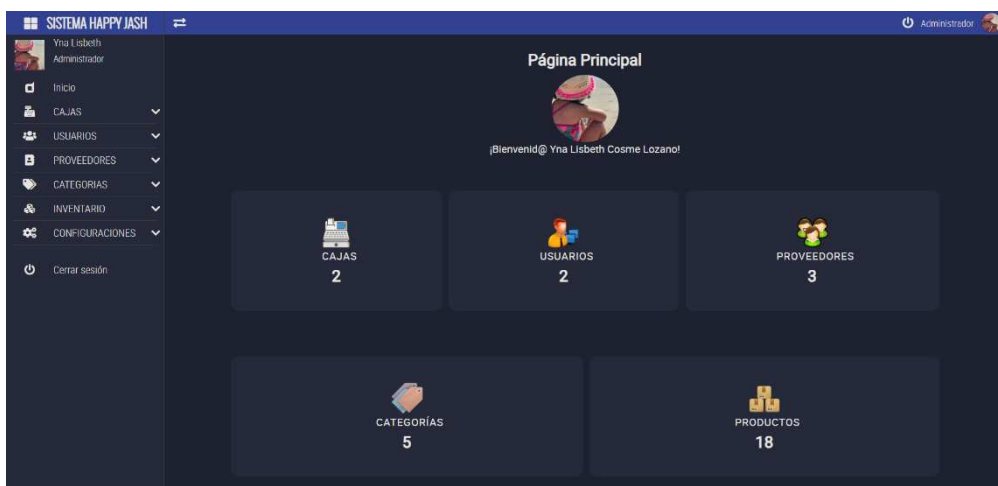 SISTEMA HAPPY JASH
Administrador
Yna Lisbeth
Administrador
Inicio
CAJAS
USUARIOS
PROVEEDORES
CATEGORIAS
INVENTARIO
CONFIGURACIONES
Cerrar sesión
Página Principal
¡Bienvenid@ Yna Lisbeth Cosme Lozano!
CAJAS
2
USUARIOS
2
PROVEEDORES
3
CATEGORÍAS
5
PRODUCTOS
18